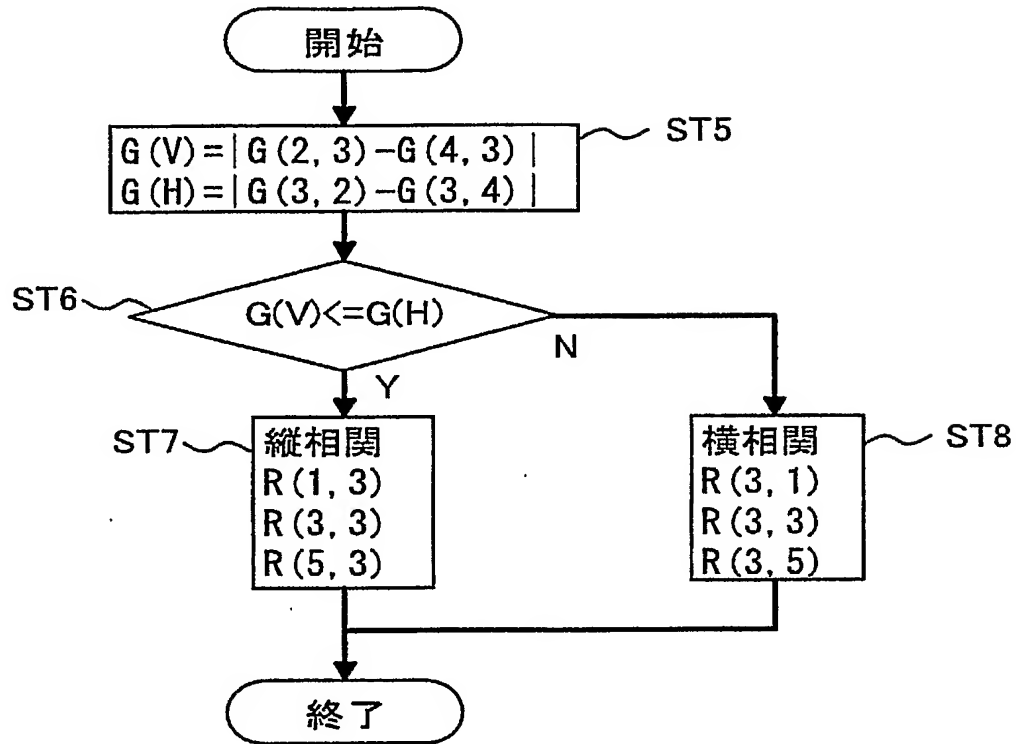 開始
G(V)=|G(2,3)-G(4,3)|
G(H)=|G(3,2)-G(3,4)|
ST5
ST6
G(V)<=G(H)
N
Y
ST7
縦相関
R(1,3)
R(3,3)
R(5,3)
横相関
R(3,1)
R(3,3)
R(3,5)
ST8
終了